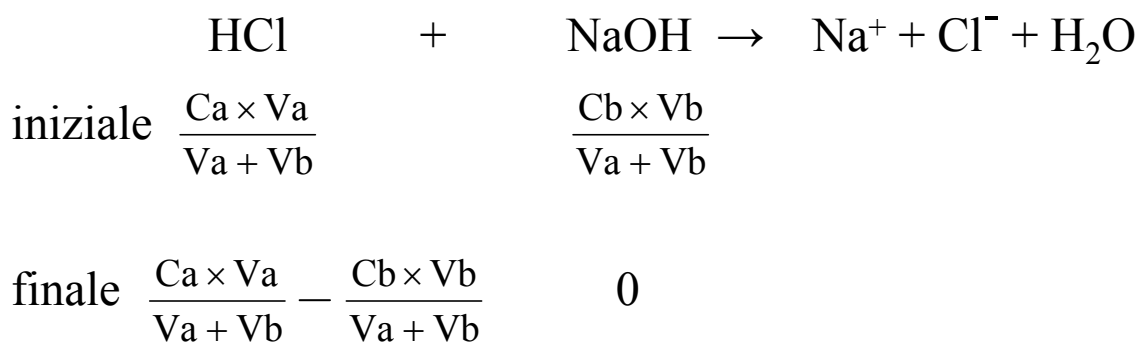 HCl + NaOH → Na⁺ + Cl⁻ + H₂O
iniziale Ca × Va / Va + Vb Cb × Vb / Va + Vb
finale Ca × Va / Va + Vb − Cb × Vb / Va + Vb 0